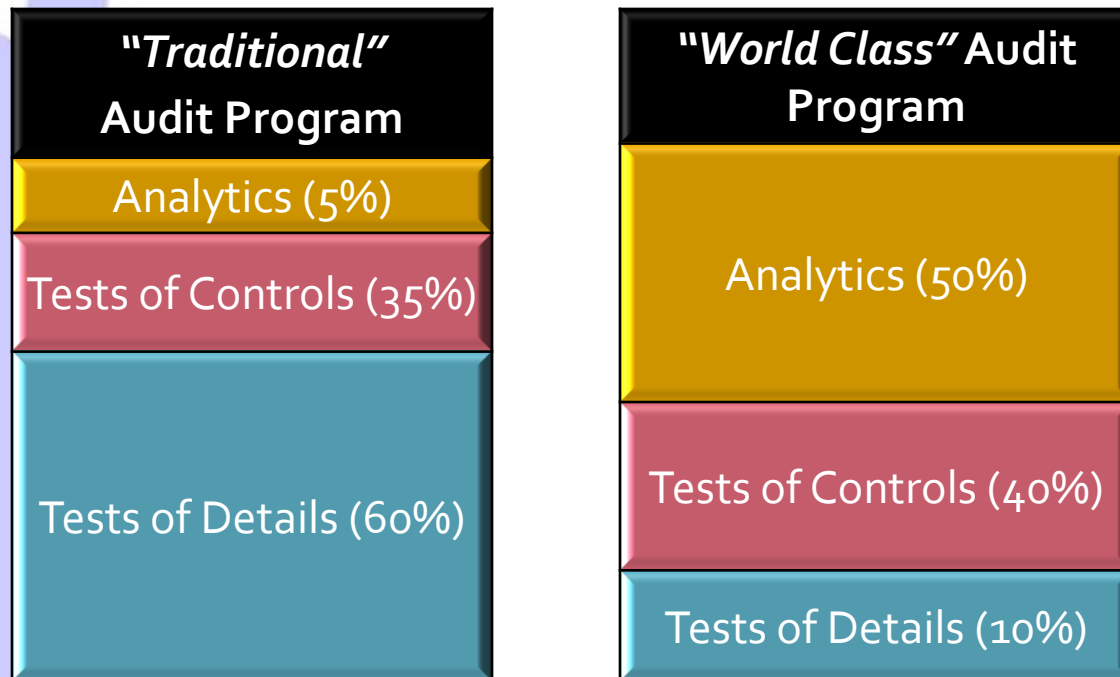 “Traditional”
Audit Program
Analytics (5%)
Tests of Controls (35%)
Tests of Details (60%)
“World Class” Audit
Program
Analytics (50%)
Tests of Controls (40%)
Tests of Details (10%)